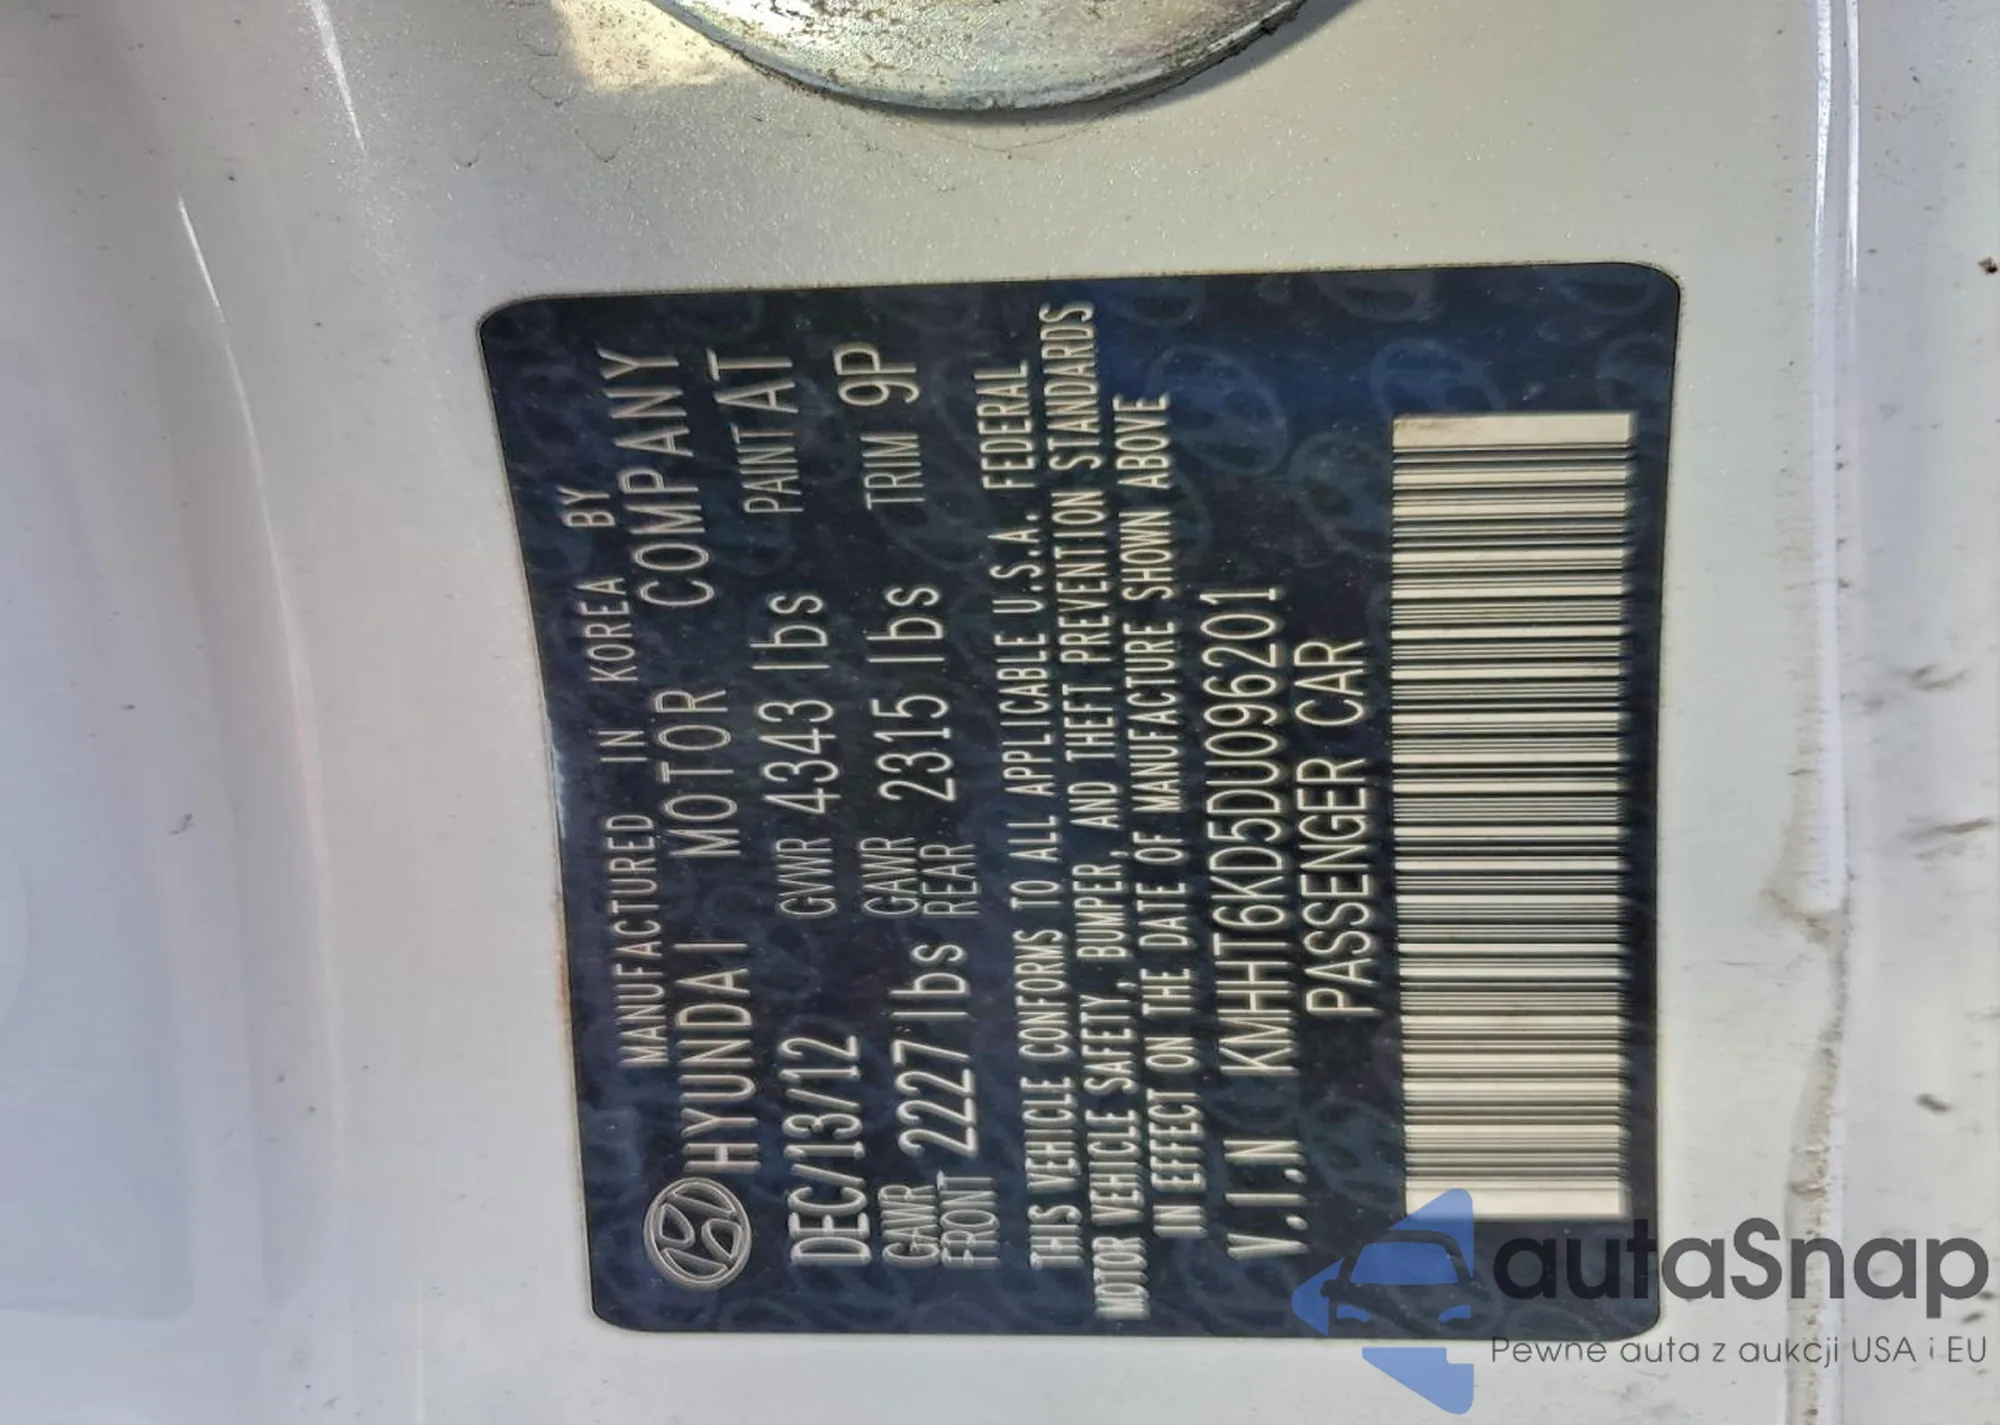 MANUFACTURED IN KOREA BY
HYUNDAI MOTOR COMPANY
DEC/13/12 GVWR 4343 lbs PAINT AT
GAWR FRONT 2227 lbs GAWR REAR 2315 lbs TRIM 9P
THIS VEHICLE CONFORMS TO ALL APPLICABLE U.S.A. FEDERAL
MOTOR VEHICLE SAFETY, BUMPER, AND THEFT PREVENTION STANDARDS
IN EFFECT ON THE DATE OF MANUFACTURE SHOWN ABOVE
V.I.N KMHHT6KD5DU096201
PASSENGER CAR
autaSnap
Pewne auta z aukcji USA i EU